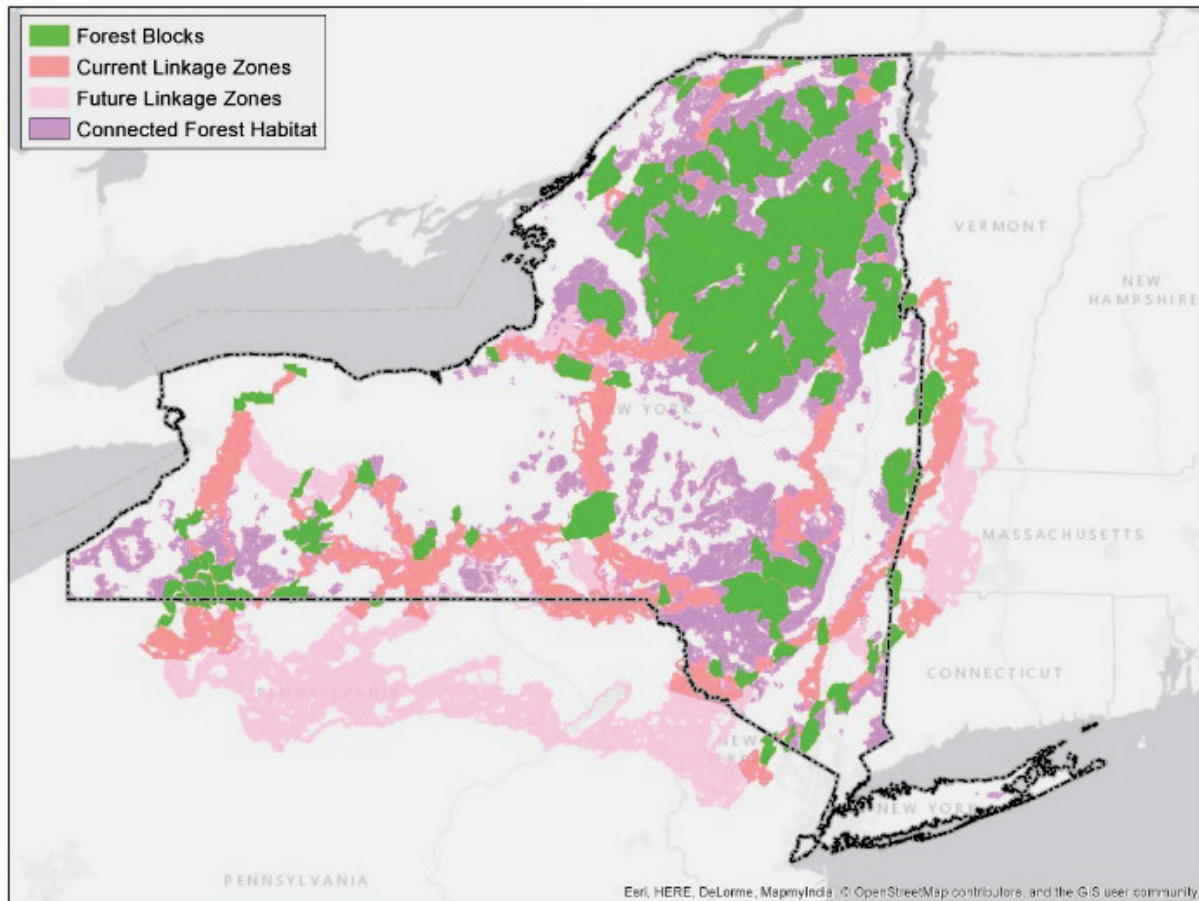 Forest Blocks
Current Linkage Zones
Future Linkage Zones
Connected Forest Habitat
VERMONT
NEW
HAMPSHIRE
NEW YORK
MASSACHUSETTS
CONNECTICUT
PENNSYLVANIA
NEW
NEW YORK
PENNSYLVANIA
Esri, HERE, DeLorme, MapmyIndia, © OpenStreetMap contributors, and the GIS user community